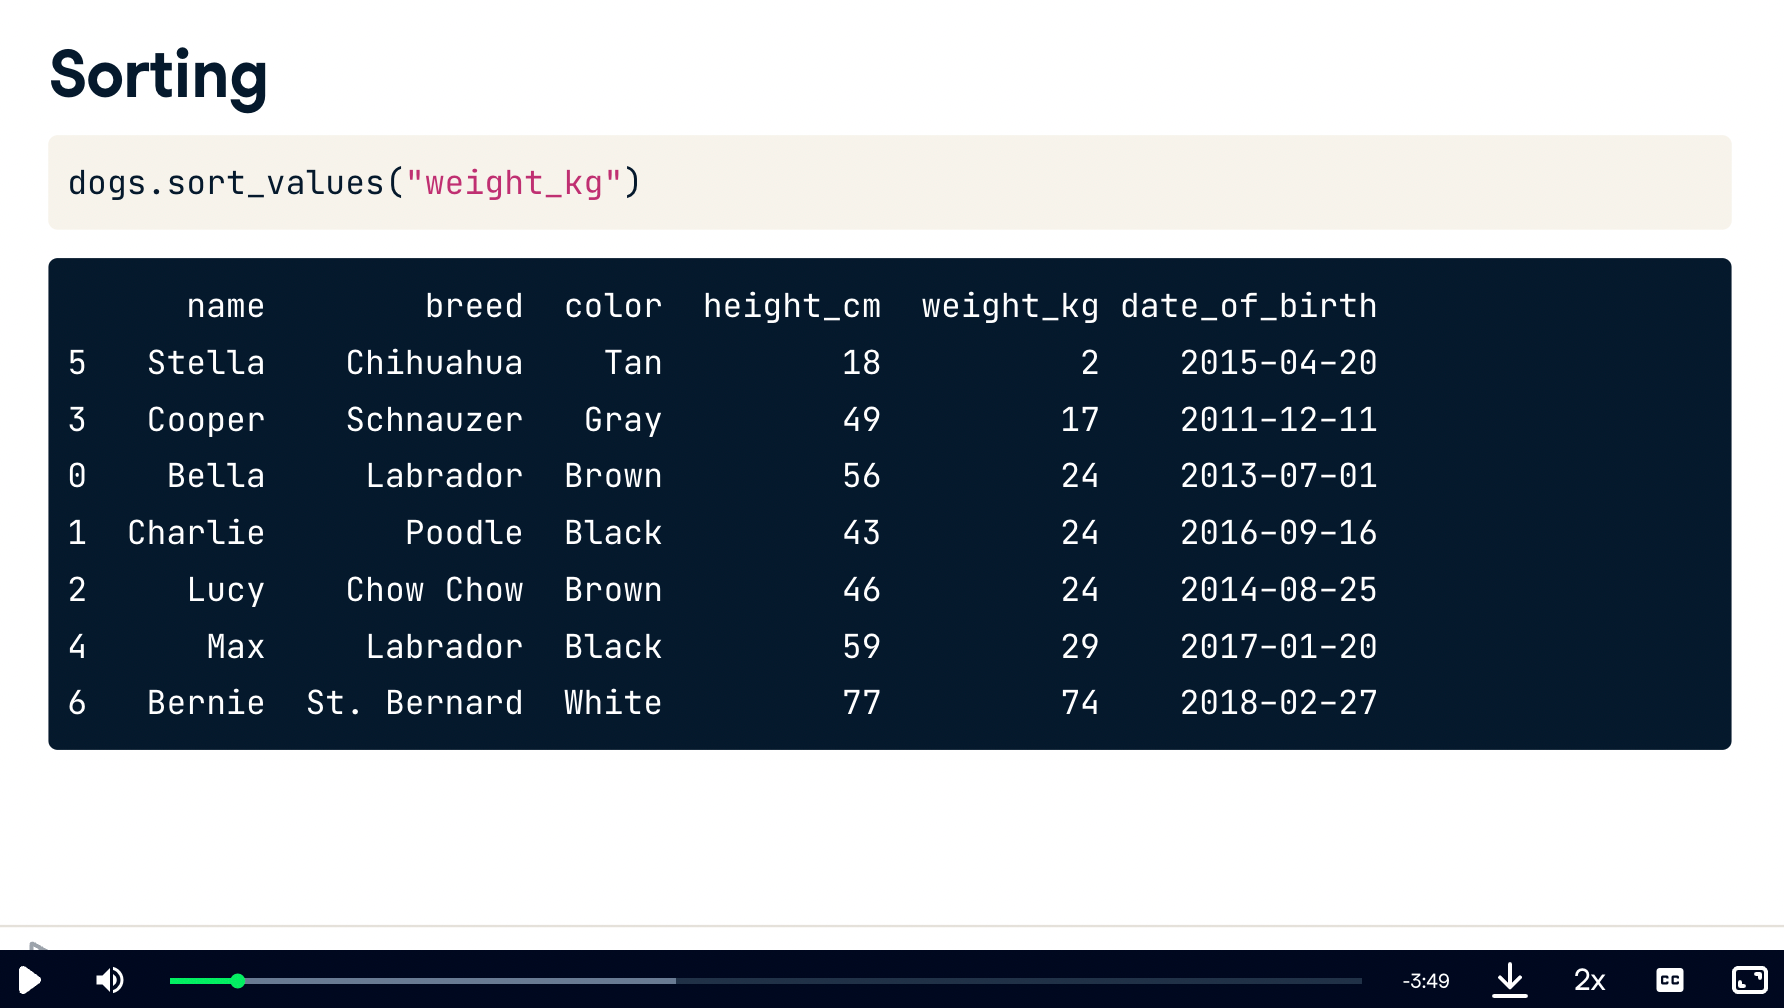 Sorting
dogs.sort_values("weight_kg")
name breed color height_cm weight_kg date_of_birth
5 Stella Chihuahua Tan 18 2 2015-04-20
3 Cooper Schnauzer Gray 49 17 2011-12-11
0 Bella Labrador Brown 56 24 2013-07-01
1 Charlie Poodle Black 43 24 2016-09-16
2 Lucy Chow Chow Brown 46 24 2014-08-25
4 Max Labrador Black 59 29 2017-01-20
6 Bernie St. Bernard White 77 74 2018-02-27
-3:49 2x CC